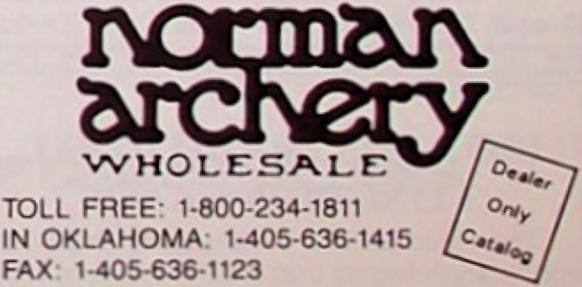 norman
archery
WHOLESALE
Dealer
Only
Catalog
TOLL FREE: 1-800-234-1811
IN OKLAHOMA: 1-405-636-1415
FAX: 1-405-636-1123